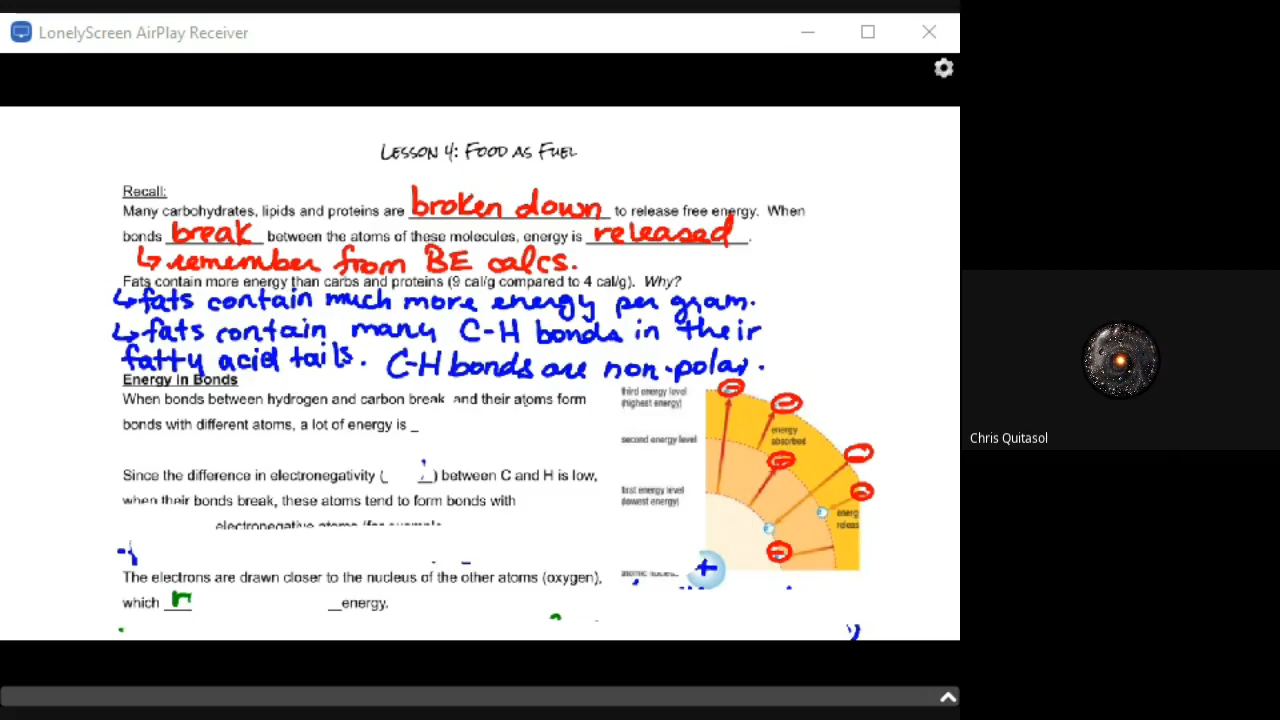 LonelyScreen AirPlay Receiver
LESSON 4: FOOD AS FUEL
Recall:
Many carbohydrates, lipids and proteins are broken down to release free energy. When
bonds break between the atoms of these molecules, energy is released.
↳ remember from BE calcs.
Fats contain more energy than carbs and proteins (9 cal/g compared to 4 cal/g). Why?
↳ fats contain much more energy per gram.
↳ fats contain many C-H bonds in their
fatty acid tails. C-H bonds are non-polar.
Energy in Bonds
When bonds between hydrogen and carbon break and their atoms form
bonds with different atoms, a lot of energy is _
Since the difference in electronegativity (_ __) between C and H is low,
when their bonds break, these atoms tend to form bonds with
electronegative atoms (for example
The electrons are drawn closer to the nucleus of the other atoms (oxygen),
which r energy.
third energy level
(highest energy)
energy
absorbed
second energy level
first energy level
(lowest energy)
energ
releas
e
e
+
Chris Quitasol